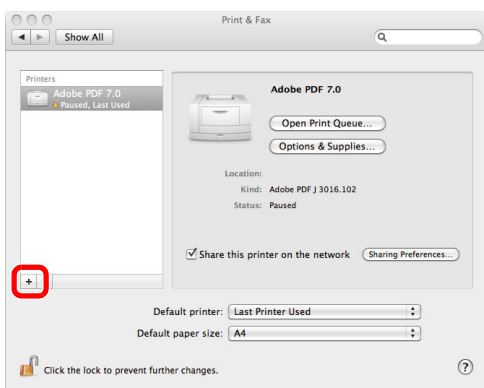 Print & Fax
Show All
Printers
Adobe PDF 7.0
Paused, Last Used
Adobe PDF 7.0
Open Print Queue...
Options & Supplies...
Location:
Kind: Adobe PDF J 3016.102
Status: Paused
Share this printer on the network Sharing Preferences...
+
Default printer: Last Printer Used
Default paper size: A4
Click the lock to prevent further changes.
?